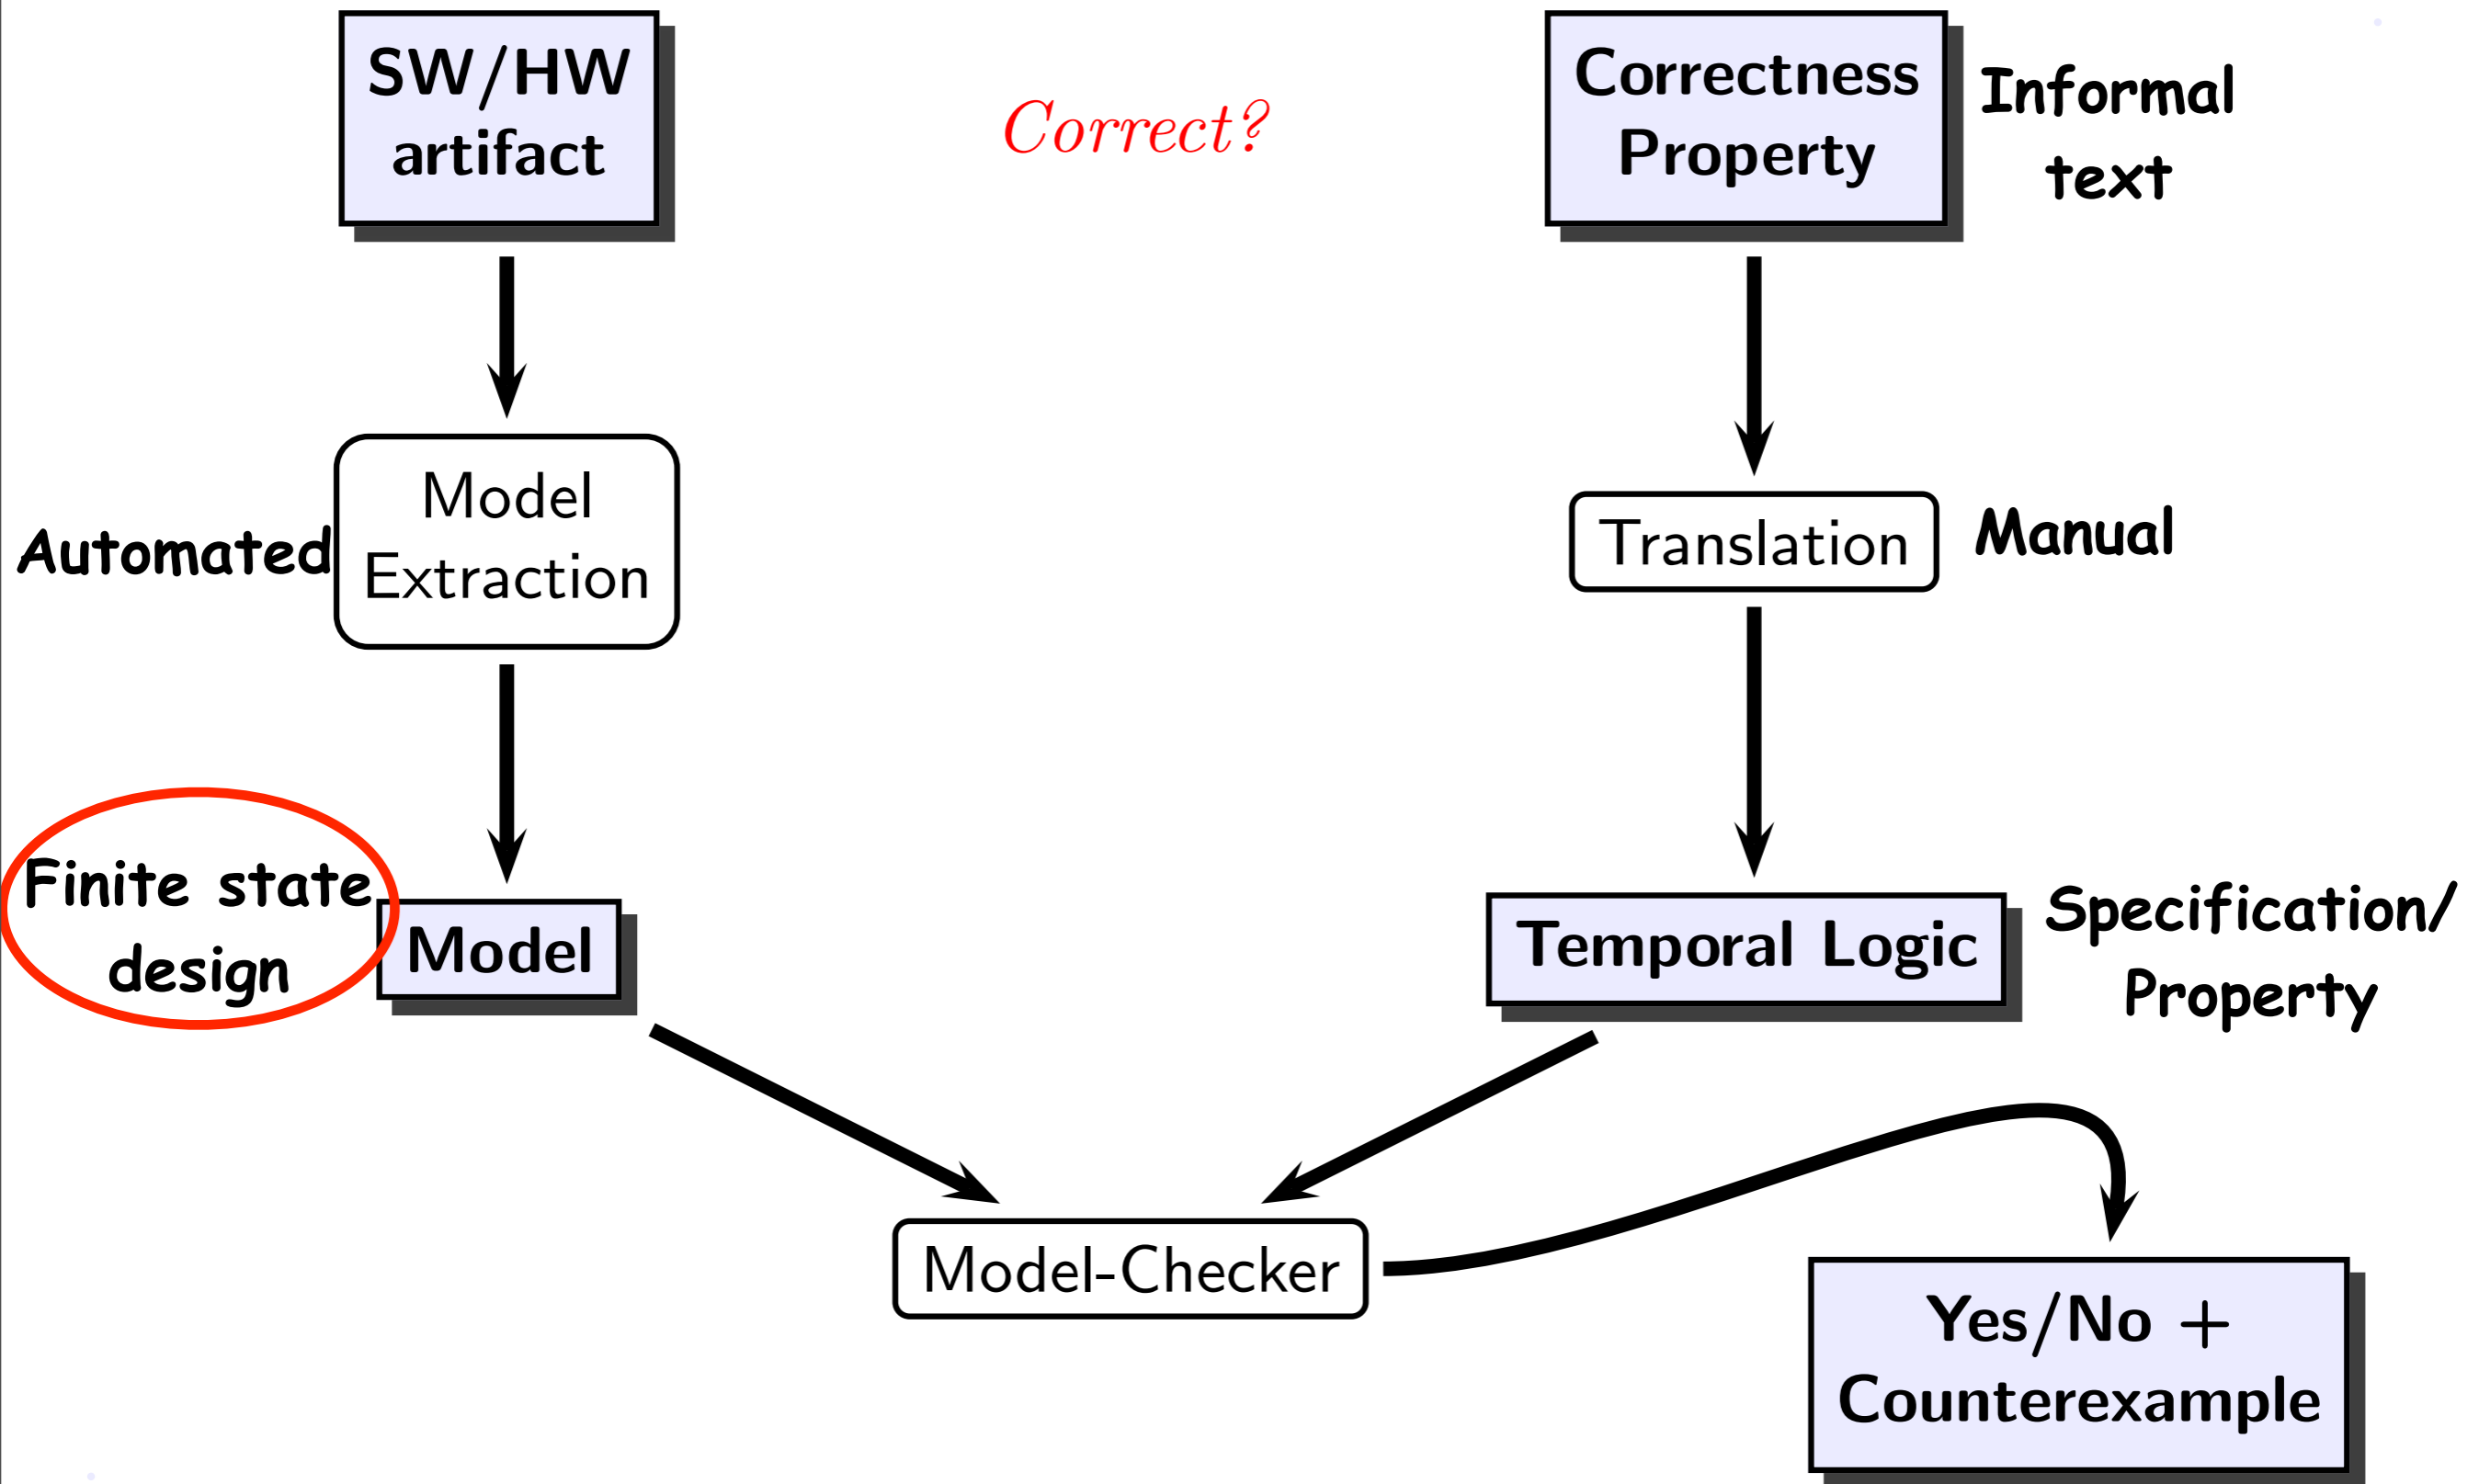 SW/HW
artifact
Correct?
Correctness
Property
Informal
text
Automated
Model
Extraction
Translation
Manual
Finite state
design
Model
Temporal Logic
Specification/
Property
Model-Checker
Yes/No +
Counterexample